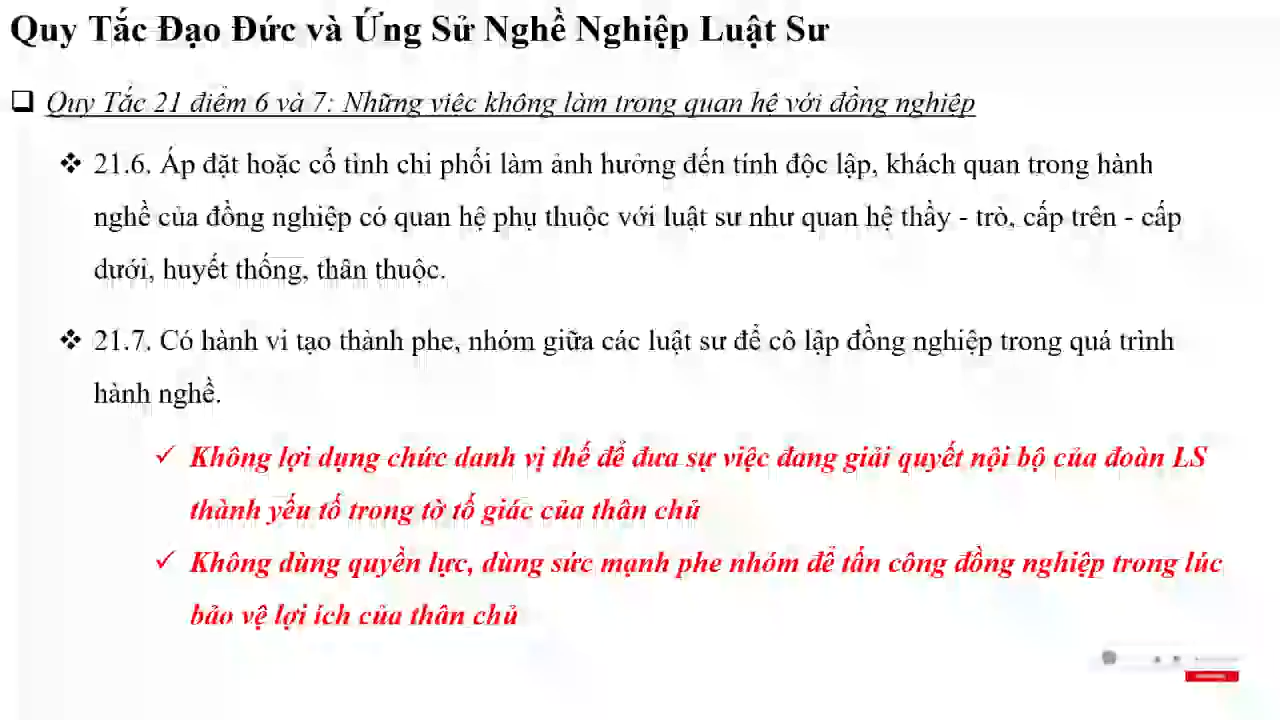 Quy Tắc Đạo Đức và Ứng Sử Nghề Nghiệp Luật Sư
Quy Tắc 21 điểm 6 và 7: Những việc không làm trong quan hệ với đồng nghiệp
21.6. Áp đặt hoặc cố tình chi phối làm ảnh hưởng đến tính độc lập, khách quan trong hành
nghề của đồng nghiệp có quan hệ phụ thuộc với luật sư như quan hệ thầy - trò, cấp trên - cấp
dưới, huyết thống, thân thuộc.
21.7. Có hành vi tạo thành phe, nhóm giữa các luật sư để cô lập đồng nghiệp trong quá trình
hành nghề.
Không lợi dụng chức danh vị thế để đưa sự việc đang giải quyết nội bộ của đoàn LS
thành yếu tố trong tờ tố giác của thân chủ
Không dùng quyền lực, dùng sức mạnh phe nhóm để tấn công đồng nghiệp trong lúc
bảo vệ lợi ích của thân chủ